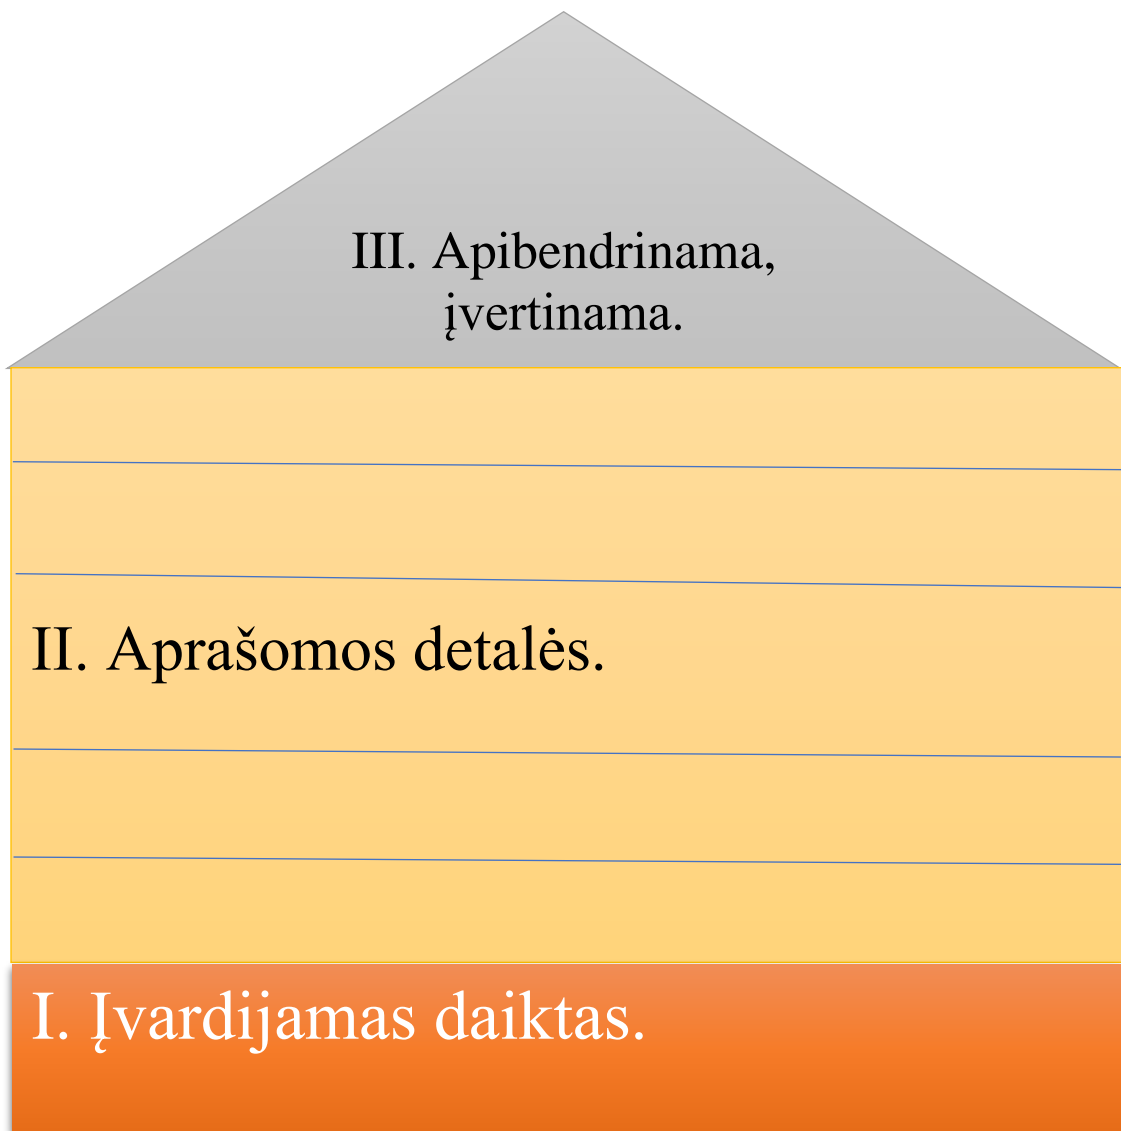 III. Apibendrinama,
įvertinama.
II. Aprašomos detalės.
I. Įvardijamas daiktas.